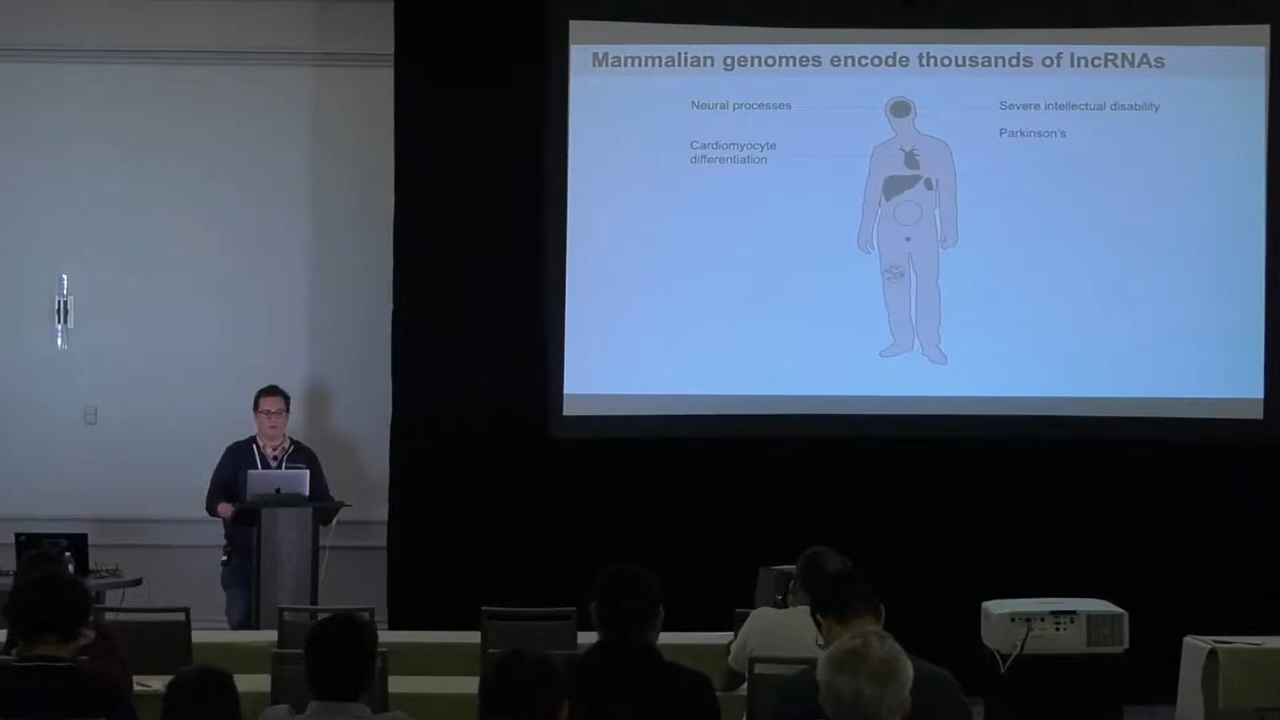 Mammalian genomes encode thousands of lncRNAs
Neural processes
Severe intellectual disability
Parkinson's
Cardiomyocyte
differentiation